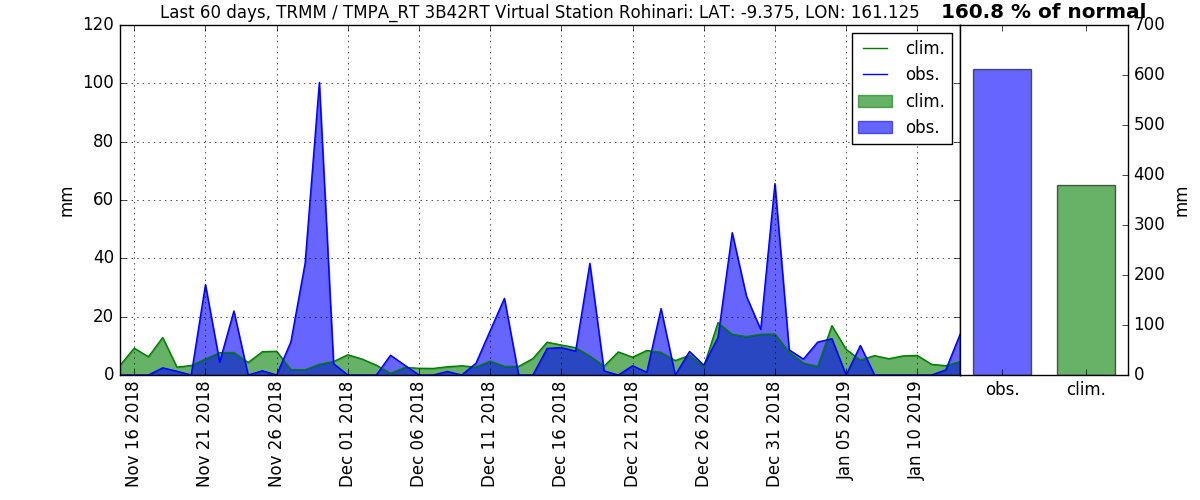 Last 60 days, TRMM / TMPA_RT 3B42RT Virtual Station Rohinari: LAT: -9.375, LON: 161.125
160.8 % of normal
mm
120
100
80
60
40
20
0
clim.
obs.
clim.
obs.
Nov 16 2018
Nov 21 2018
Nov 26 2018
Dec 01 2018
Dec 06 2018
Dec 11 2018
Dec 16 2018
Dec 21 2018
Dec 26 2018
Dec 31 2018
Jan 05 2019
Jan 10 2019
700
600
500
400
300
200
100
0
mm
obs.
clim.